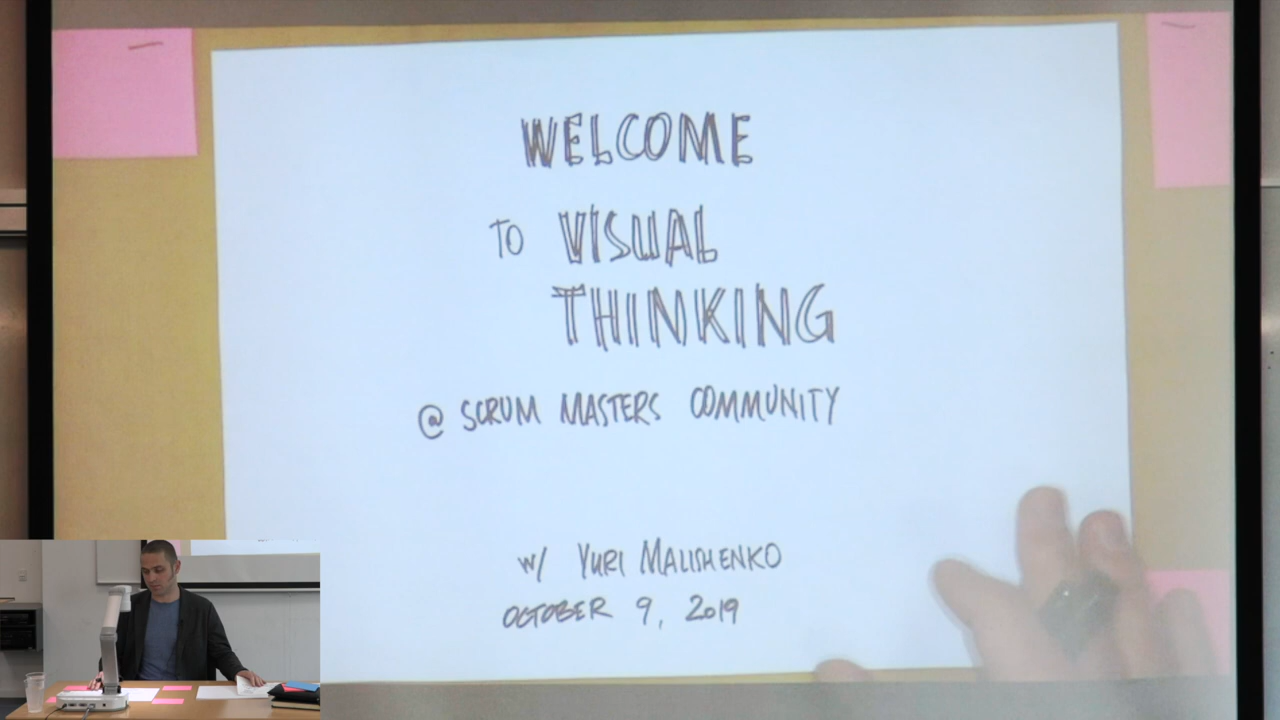 WELCOME
TO VISUAL
THINKING
@ SCRUM MASTERS COMMUNITY
w/ YURI MALISHENKO
OCTOBER 9, 2019